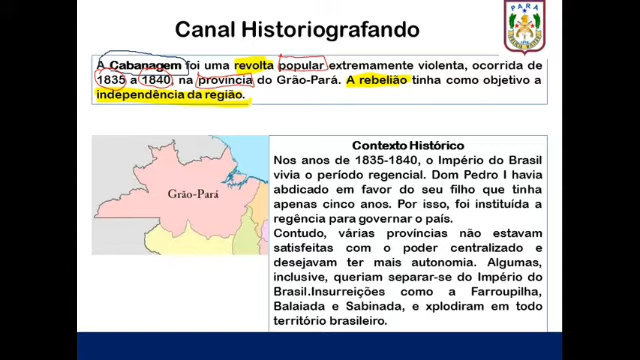 Canal Historiografando
PARÁ
A Cabanagem foi uma revolta popular extremamente violenta, ocorrida de
1835 a 1840, na província do Grão-Pará. A rebelião tinha como objetivo a
independência da região.
Grão-Pará
Contexto Histórico
Nos anos de 1835-1840, o Império do Brasil
vivia o período regencial. Dom Pedro I havia
abdicado em favor do seu filho que tinha
apenas cinco anos. Por isso, foi instituída a
regência para governar o país.
Contudo, várias províncias não estavam
satisfeitas com o poder centralizado e
desejavam ter mais autonomia. Algumas,
inclusive, queriam separar-se do Império do
Brasil.Insurreições como a Farroupilha,
Balaiada e Sabinada, e xplodiram em todo
território brasileiro.